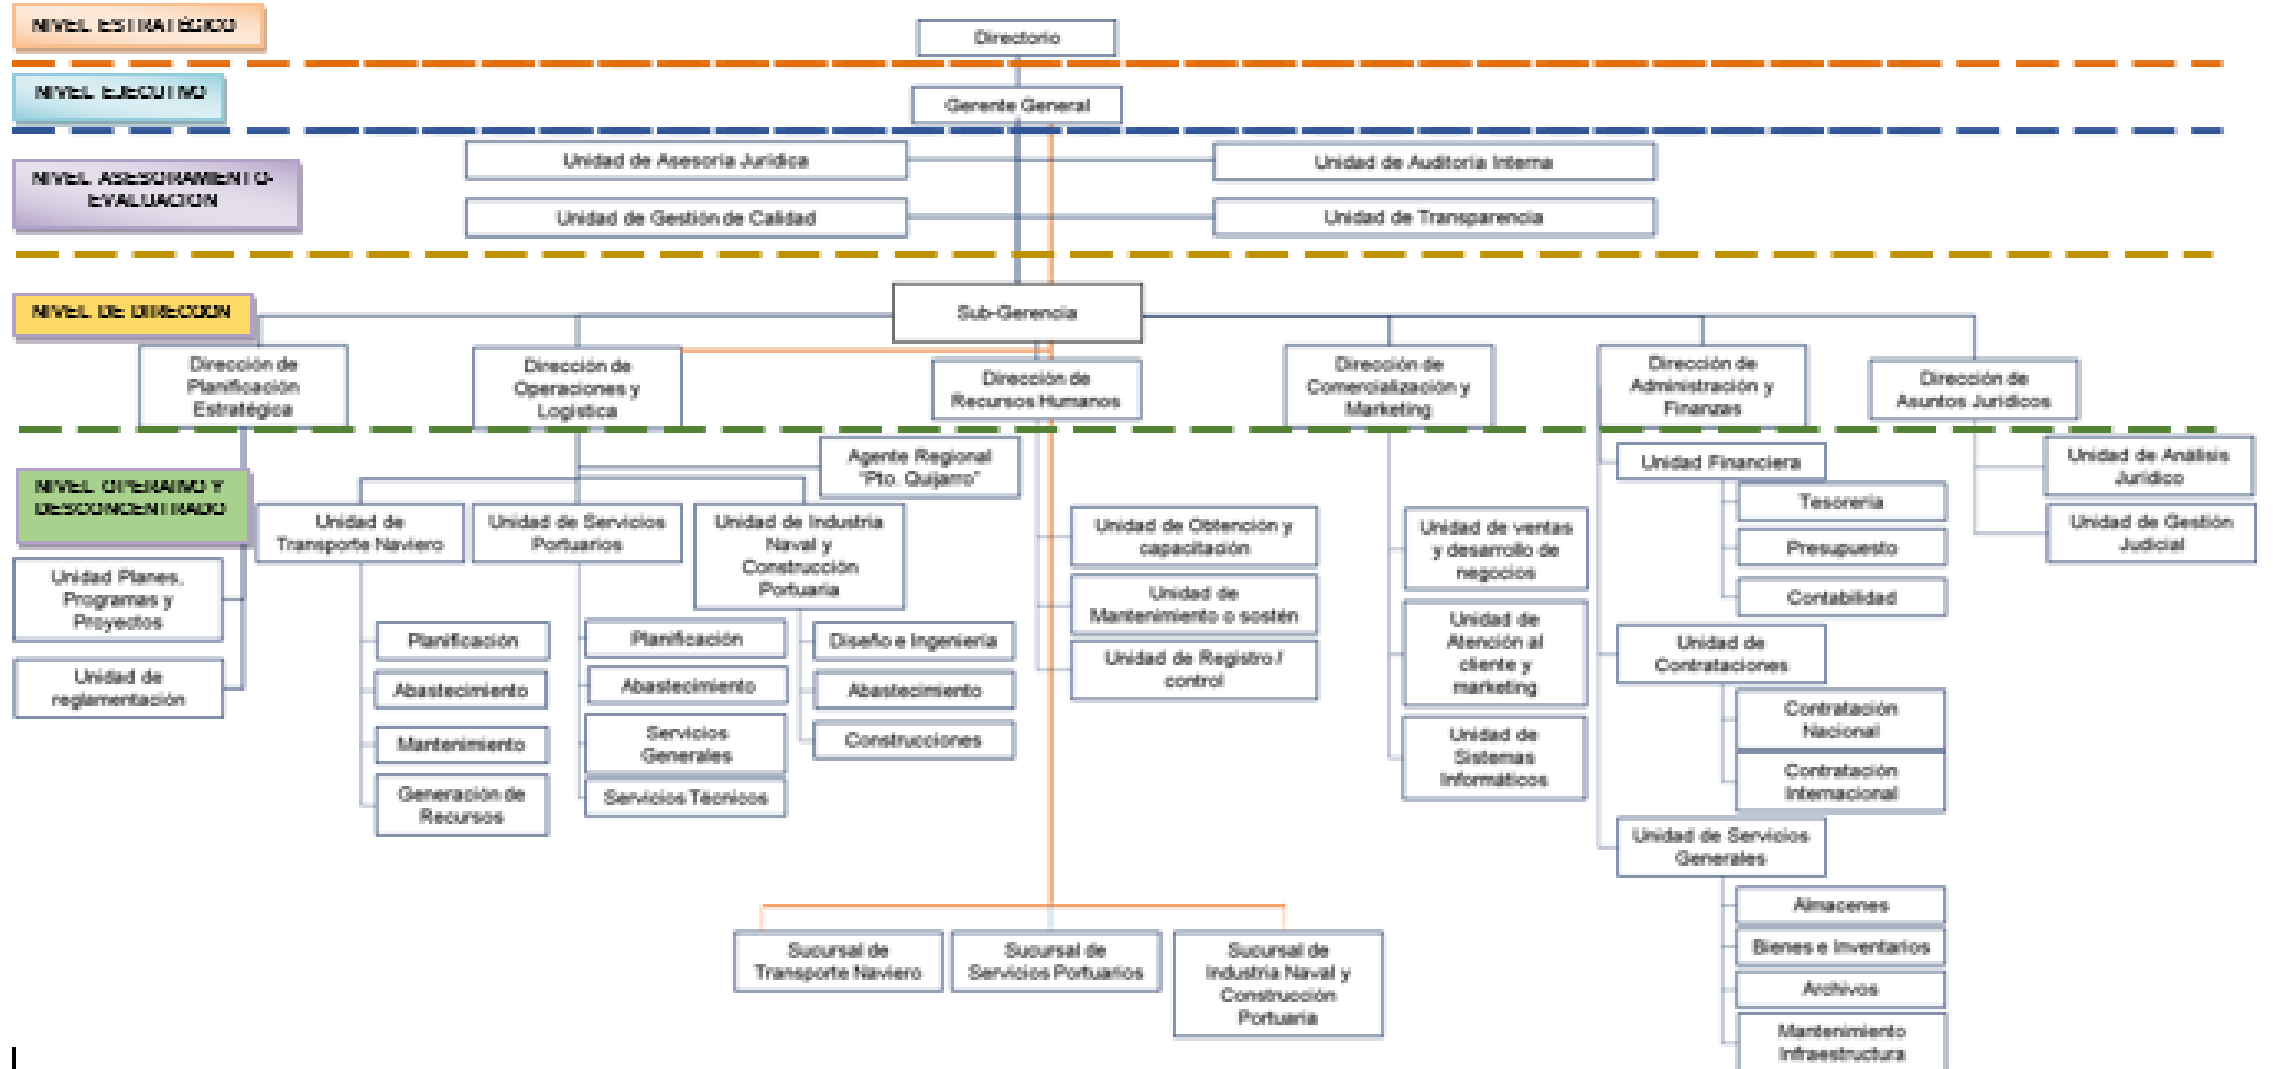 NIVEL ESTRATÉGICO
Directorio
NIVEL EJECUTIVO
Gerente General
NIVEL ASESORAMIENTO-
EVALUACION
Unidad de Asesoría Jurídica
Unidad de Auditoría Interna
Unidad de Gestión de Calidad
Unidad de Transparencia
NIVEL DE DIRECCION
Sub-Gerencia
Dirección de
Planificación
Estratégica
Dirección de
Operaciones y
Logística
Dirección de
Recursos Humanos
Dirección de
Comercialización y
Marketing
Dirección de
Administración y
Finanzas
Dirección de
Asuntos Jurídicos
NIVEL OPERATIVO Y
DESCONCENTRADO
Agente Regional
"Pto. Quijarro"
Unidad Planes,
Programas y
Proyectos
Unidad de
reglamentación
Unidad de
Transporte Naviero
Planificación
Abastecimiento
Mantenimiento
Generación de
Recursos
Unidad de Servicios
Portuarios
Planificación
Abastecimiento
Servicios
Generales
Servicios Técnicos
Unidad de Industria
Naval y
Construcción
Portuaria
Diseño e Ingeniería
Abastecimiento
Construcciones
Unidad de Obtención y
capacitación
Unidad de
Mantenimiento o sostén
Unidad de Registro /
control
Unidad de ventas
y desarrollo de
negocios
Unidad de
Atención al
cliente y
marketing
Unidad de
Sistemas
Informáticos
Unidad Financiera
Tesorería
Presupuesto
Contabilidad
Unidad de
Contrataciones
Contratación
Nacional
Contratación
Internacional
Unidad de Servicios
Generales
Almacenes
Bienes e Inventarios
Archivos
Mantenimiento
Infraestructura
Unidad de Análisis
Jurídico
Unidad de Gestión
Judicial
Sucursal de
Transporte Naviero
Sucursal de
Servicios Portuarios
Sucursal de
Industria Naval y
Construcción
Portuaria